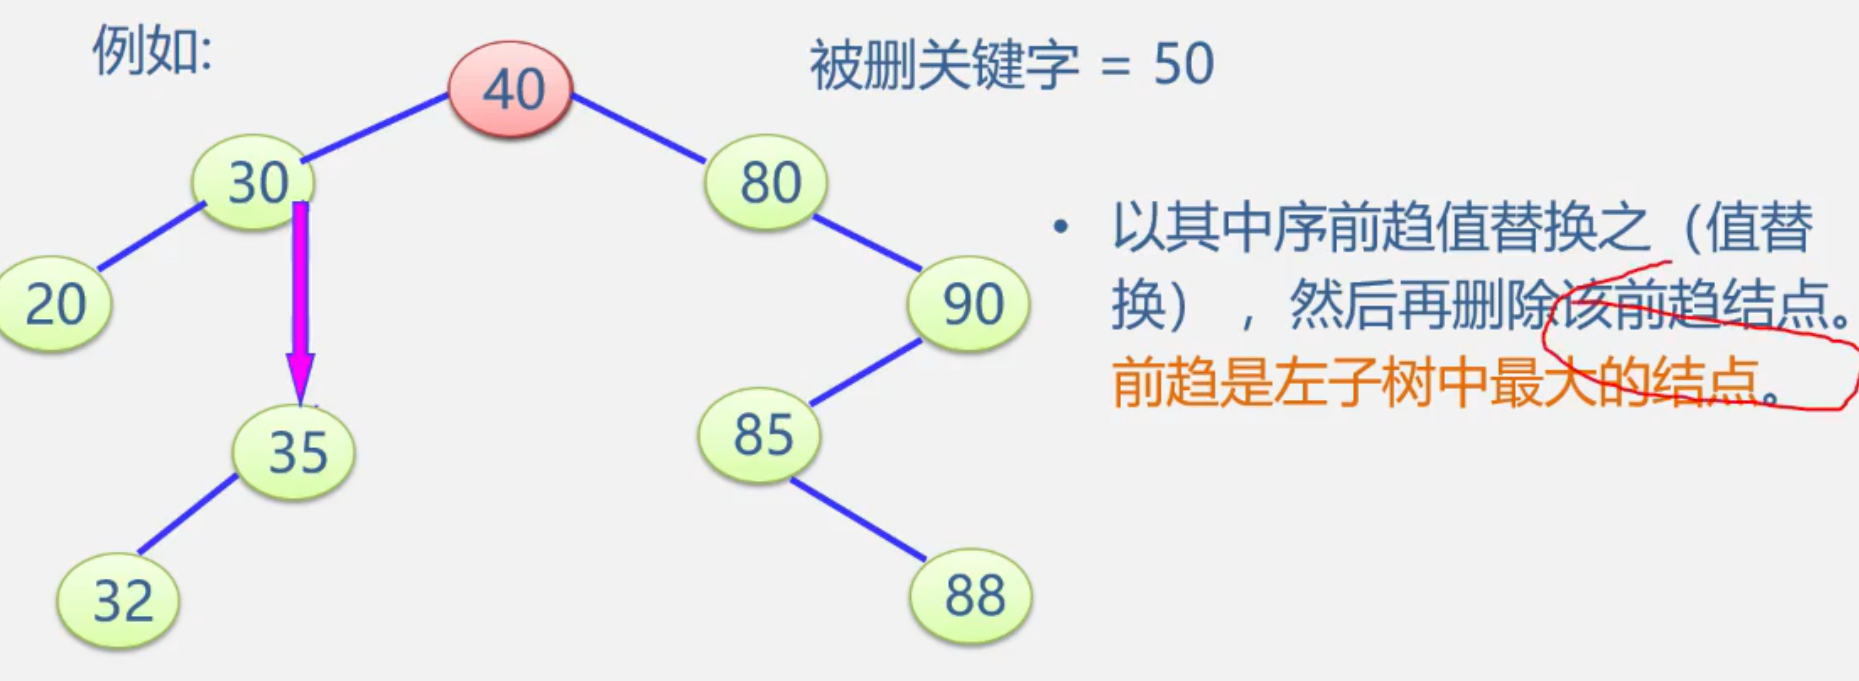 例如:
被删关键字 = 50
40
30
80
20
90
35
85
32
88
• 以其中序前趋值替换之（值替
换），然后再删除该前趋结点。
前趋是左子树中最大的结点。